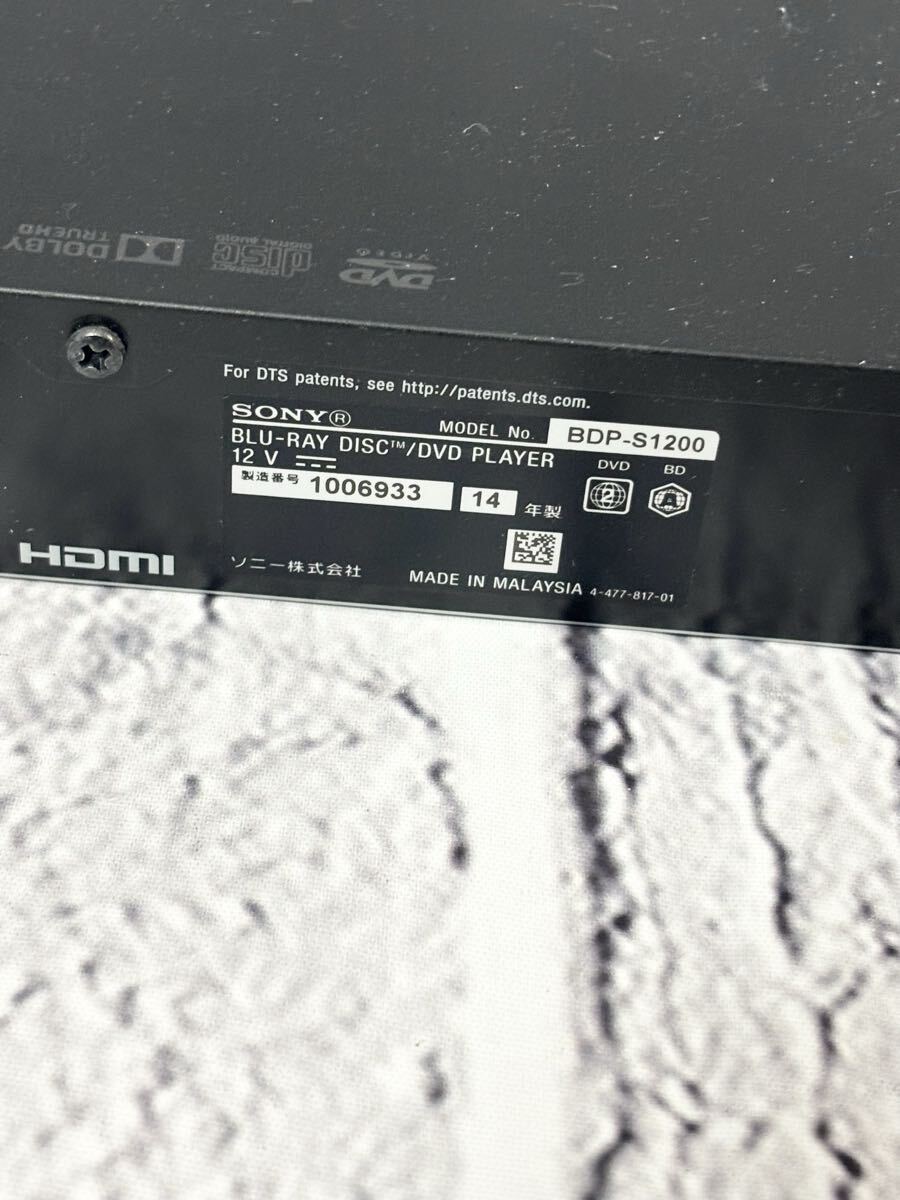 DOLBY
TRUEHD
COMPACT
disc
DIGITAL AUDIO
DVD
VIDEO
For DTS patents, see http://patents.dts.com.
SONY®
MODEL No. BDP-S1200
BLU-RAY DISC™/DVD PLAYER
12 V
DVD BD
2 A
製造番号 1006933 14 年製
HDMI
ソニー株式会社
MADE IN MALAYSIA 4-477-817-01